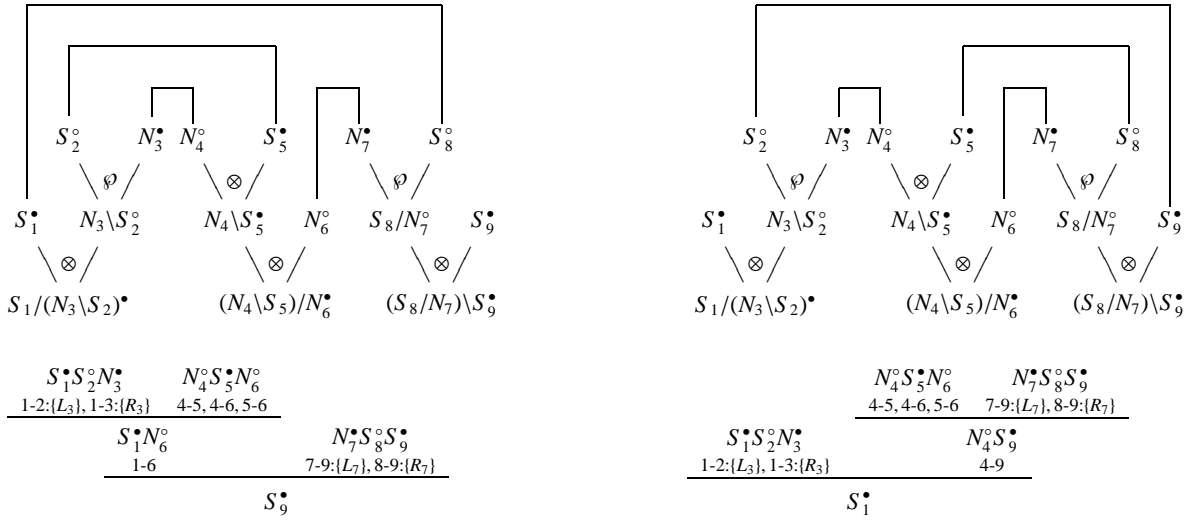 S₂° N₃• N₄° S₅• N₇• S₈° S₂° N₃• N₄° S₅• N₇• S₈°
℘ ⊗ ℘ ℘ ⊗ ℘
S₁• N₃\S₂° N₄\S₅• N₆° S₈/N₇° S₉• S₁• N₃\S₂° N₄\S₅• N₆° S₈/N₇° S₉•
⊗ ⊗ ⊗ ⊗ ⊗ ⊗
S₁/(N₃\S₂)• (N₄\S₅)/N₆• (S₈/N₇)\S₉• S₁/(N₃\S₂)• (N₄\S₅)/N₆• (S₈/N₇)\S₉•
S₁•S₂°N₃• N₄°S₅•N₆° N₄°S₅•N₆° N₇•S₈°S₉•
1-2:{L₃}, 1-3:{R₃} 4-5, 4-6, 5-6 4-5, 4-6, 5-6 7-9:{L₇}, 8-9:{R₇}
S₁•N₆° N₇•S₈°S₉• S₁•S₂°N₃• N₄°S₉•
1-6 7-9:{L₇}, 8-9:{R₇} 1-2:{L₃}, 1-3:{R₃} 4-9
S₉• S₁•